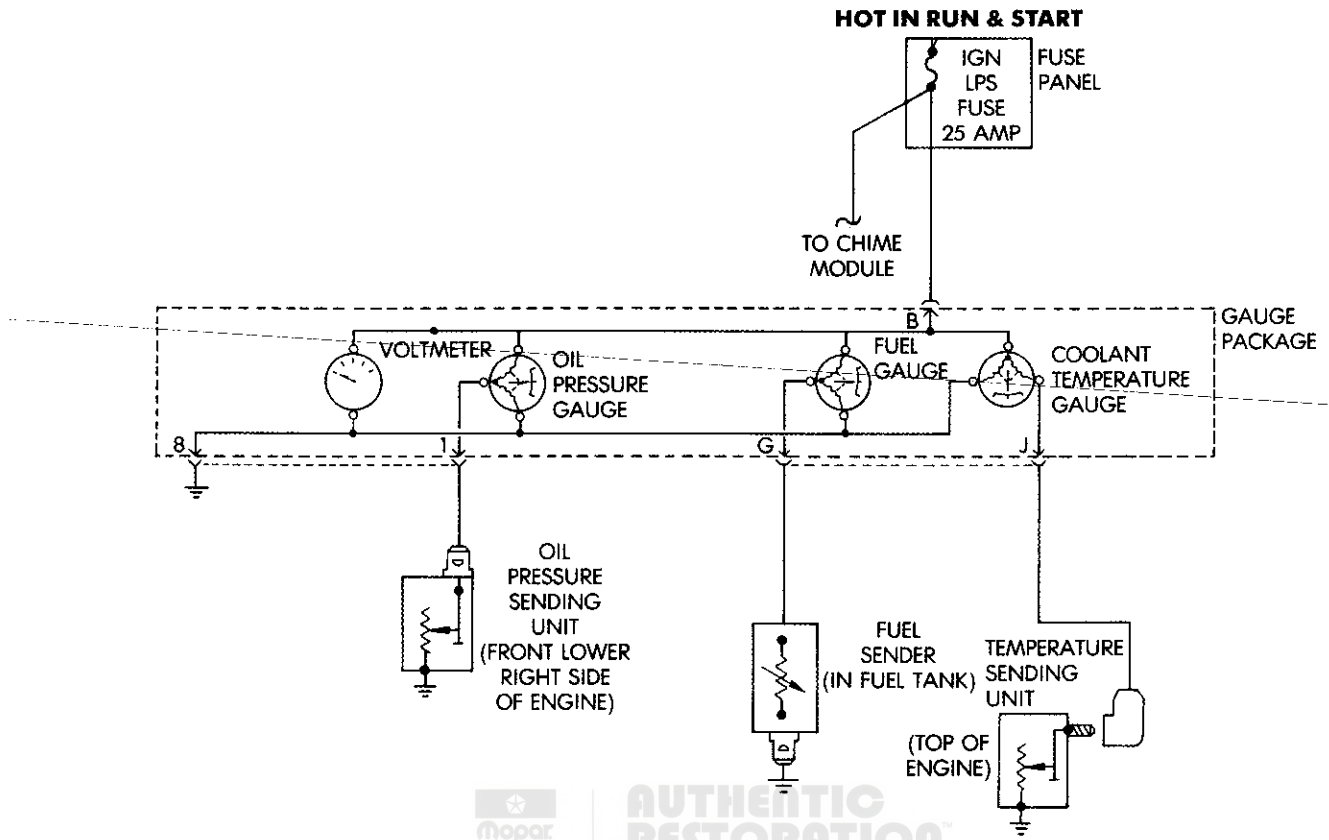 HOT IN RUN & START
IGN
LPS
FUSE
25 AMP
FUSE
PANEL
TO CHIME
MODULE
B
GAUGE
PACKAGE
VOLTMETER
OIL
PRESSURE
GAUGE
FUEL
GAUGE
COOLANT
TEMPERATURE
GAUGE
8
1
G
J
OIL
PRESSURE
SENDING
UNIT
(FRONT LOWER
RIGHT SIDE
OF ENGINE)
FUEL
SENDER
(IN FUEL TANK)
TEMPERATURE
SENDING
UNIT
(TOP OF
ENGINE)
Mopar
AUTHENTIC
RESTORATION™